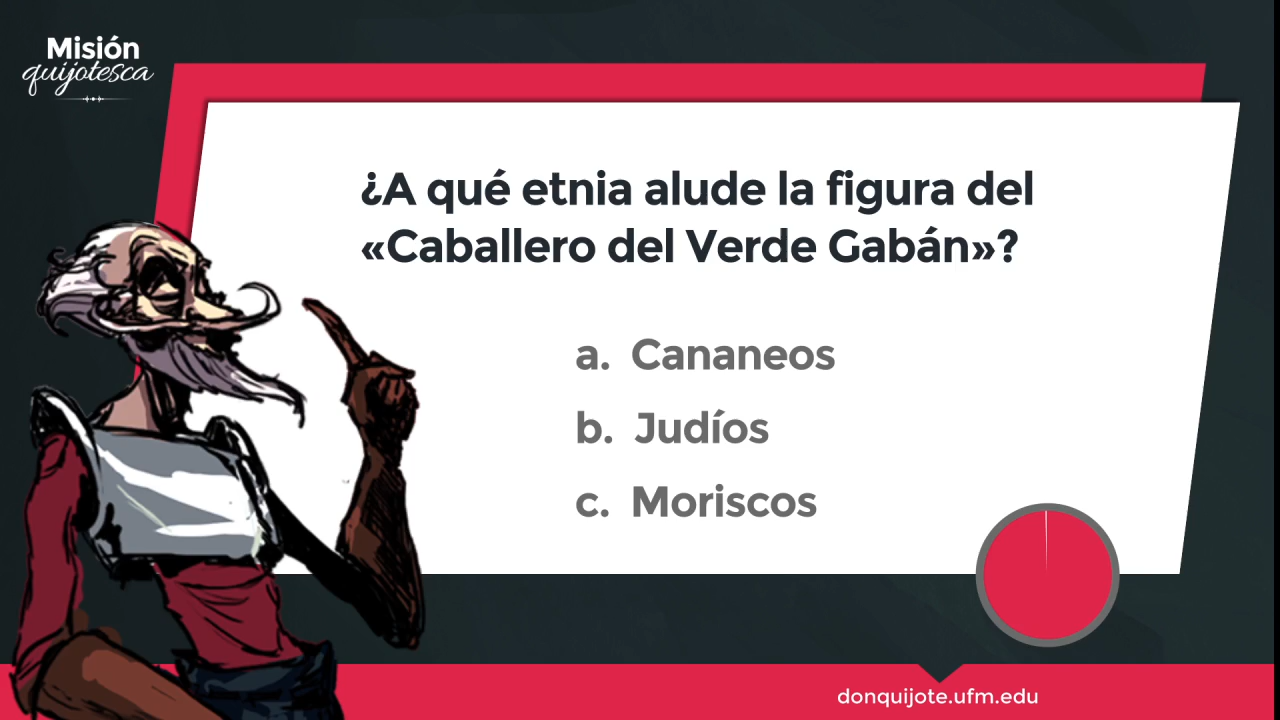 Misión
quijotesca
¿A qué etnia alude la figura del
«Caballero del Verde Gabán»?
a. Cananeos
b. Judíos
c. Moriscos
donquijote.ufm.edu